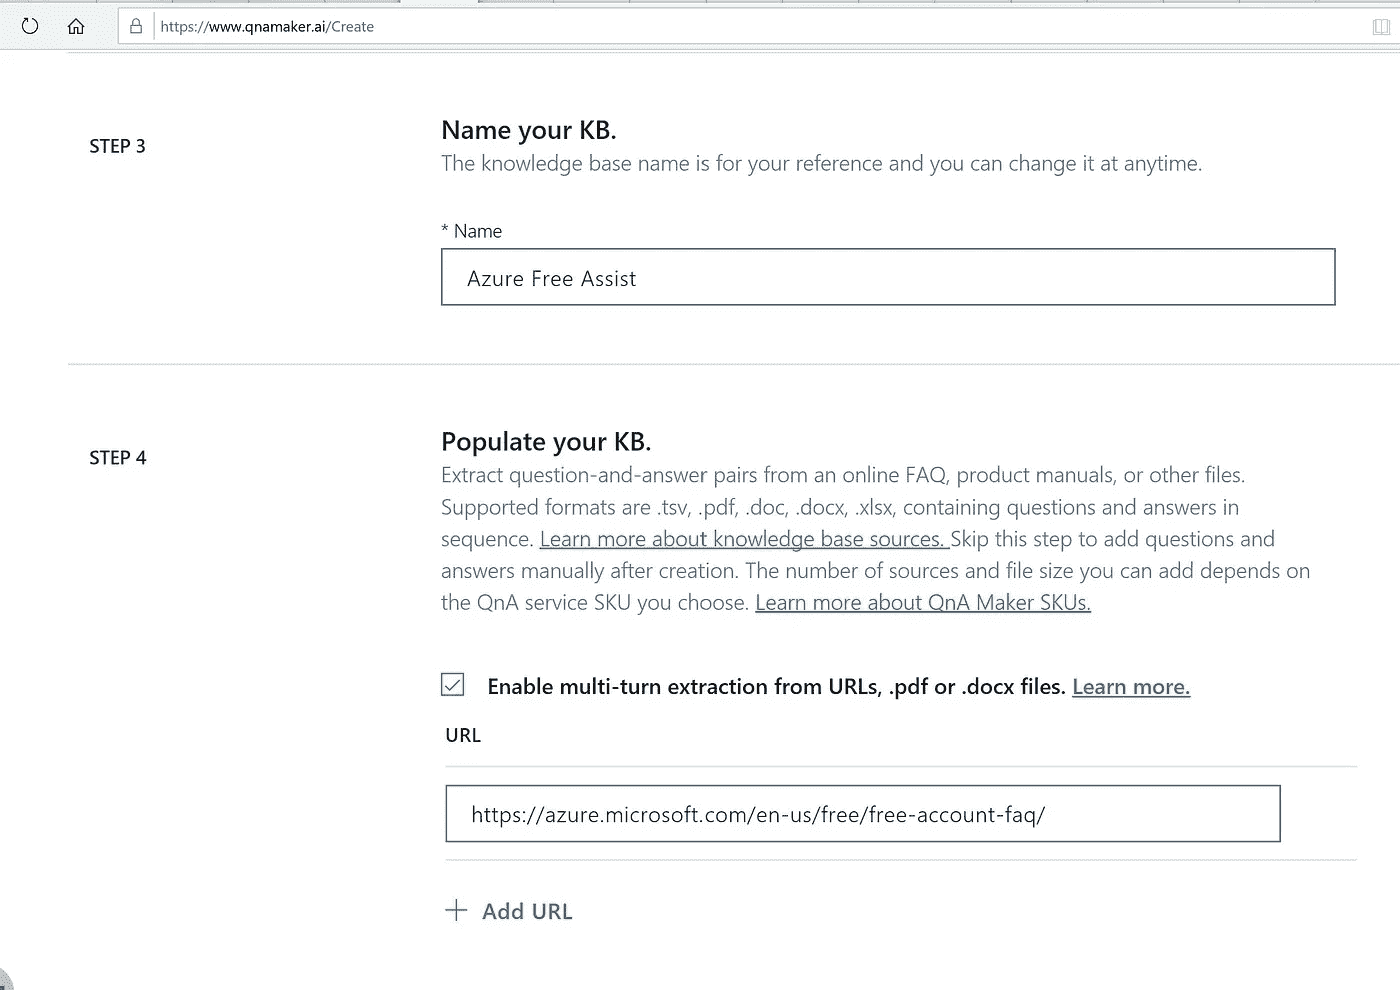 https://www.qnamaker.ai/Create
STEP 3
Name your KB.
The knowledge base name is for your reference and you can change it at anytime.
* Name
Azure Free Assist
STEP 4
Populate your KB.
Extract question-and-answer pairs from an online FAQ, product manuals, or other files.
Supported formats are .tsv, .pdf, .doc, .docx, .xlsx, containing questions and answers in
sequence. Learn more about knowledge base sources. Skip this step to add questions and
answers manually after creation. The number of sources and file size you can add depends on
the QnA service SKU you choose. Learn more about QnA Maker SKUs.
Enable multi-turn extraction from URLs, .pdf or .docx files. Learn more.
URL
https://azure.microsoft.com/en-us/free/free-account-faq/
Add URL